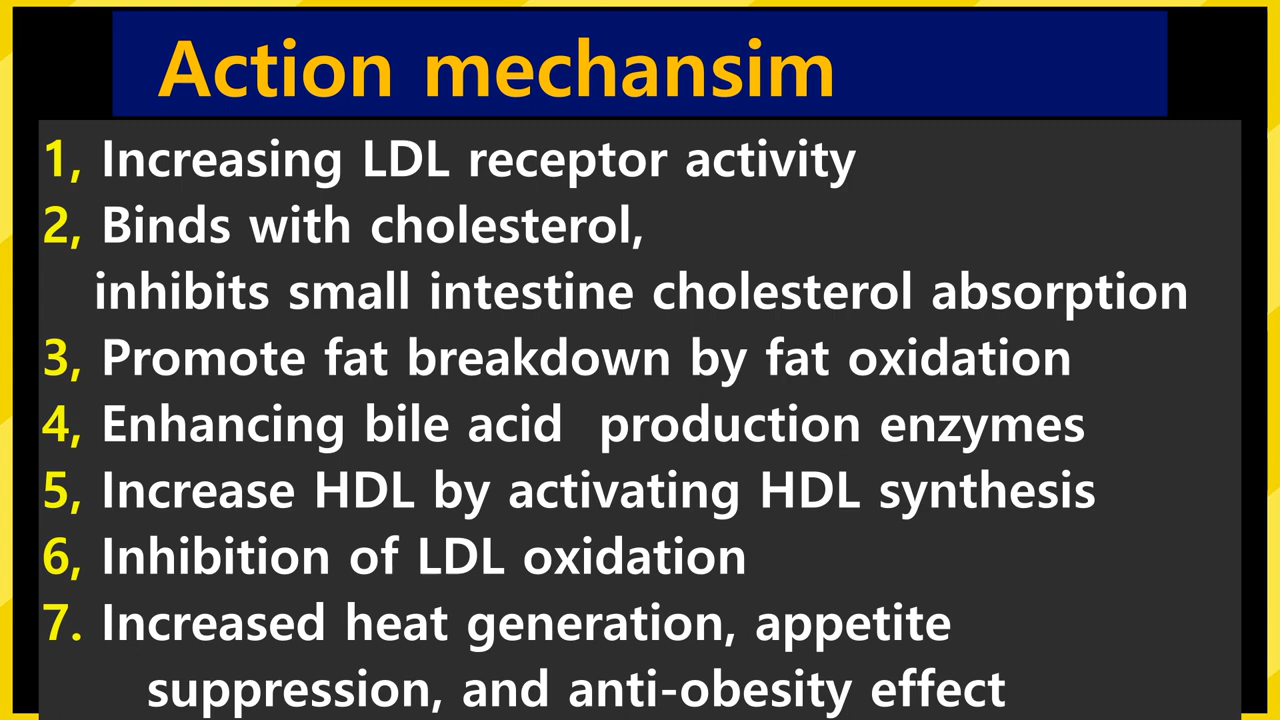 Action mechansim
1, Increasing LDL receptor activity
2, Binds with cholesterol,
inhibits small intestine cholesterol absorption
3, Promote fat breakdown by fat oxidation
4, Enhancing bile acid  production enzymes
5, Increase HDL by activating HDL synthesis
6, Inhibition of LDL oxidation
7. Increased heat generation, appetite
suppression, and anti-obesity effect